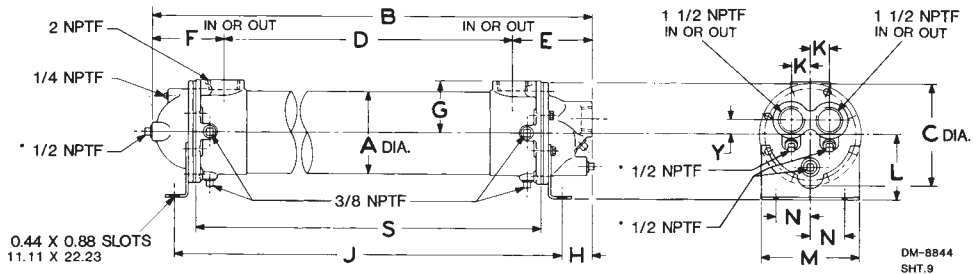 B
2 NPTF
F
IN OR OUT
D
IN OR OUT
E
1 1/2 NPTF
IN OR OUT
1 1/2 NPTF
IN OR OUT
K
K
1/4 NPTF
G
A DIA.
C DIA.
Y
L
* 1/2 NPTF
* 1/2 NPTF
3/8 NPTF
* 1/2 NPTF
S
N
N
0.44 X 0.88 SLOTS
11.11 X 22.23
J
H
M
DM-8844
SHT.9